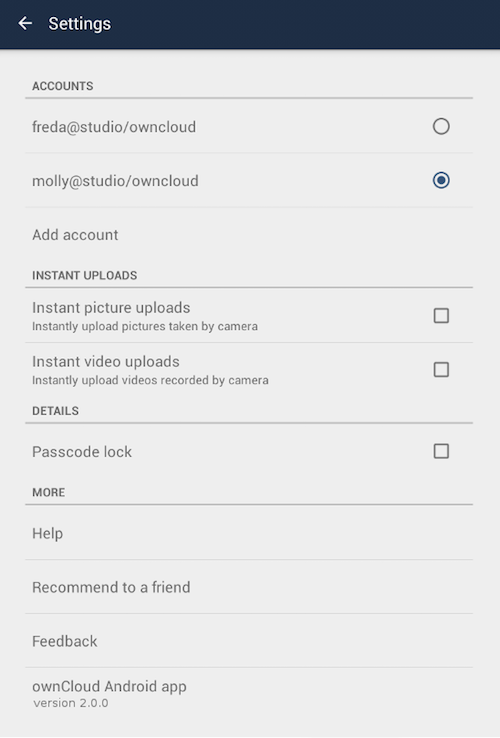 Settings
ACCOUNTS
freda@studio/owncloud
molly@studio/owncloud
Add account
INSTANT UPLOADS
Instant picture uploads
Instantly upload pictures taken by camera
Instant video uploads
Instantly upload videos recorded by camera
DETAILS
Passcode lock
MORE
Help
Recommend to a friend
Feedback
ownCloud Android app
version 2.0.0